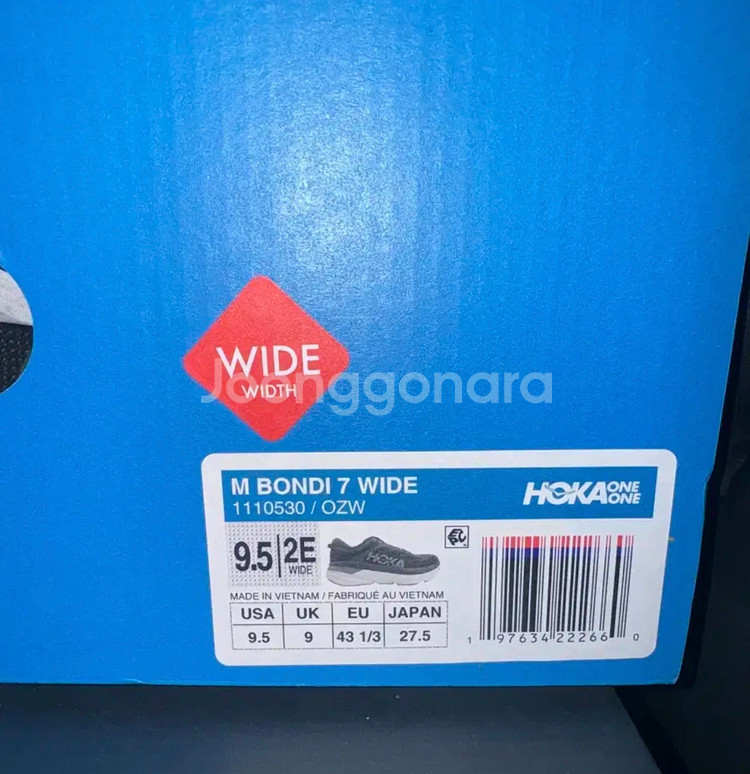 WIDE
WIDTH
Joonggonara
M BONDI 7 WIDE
1110530 / OZW
HOKA ONE ONE
9.5 2E
WIDE
HOKA
MADE IN VIETNAM / FABRIQUÉ AU VIETNAM
USA UK EU JAPAN
9.5 9 43 1/3 27.5
1 97634 22266 0